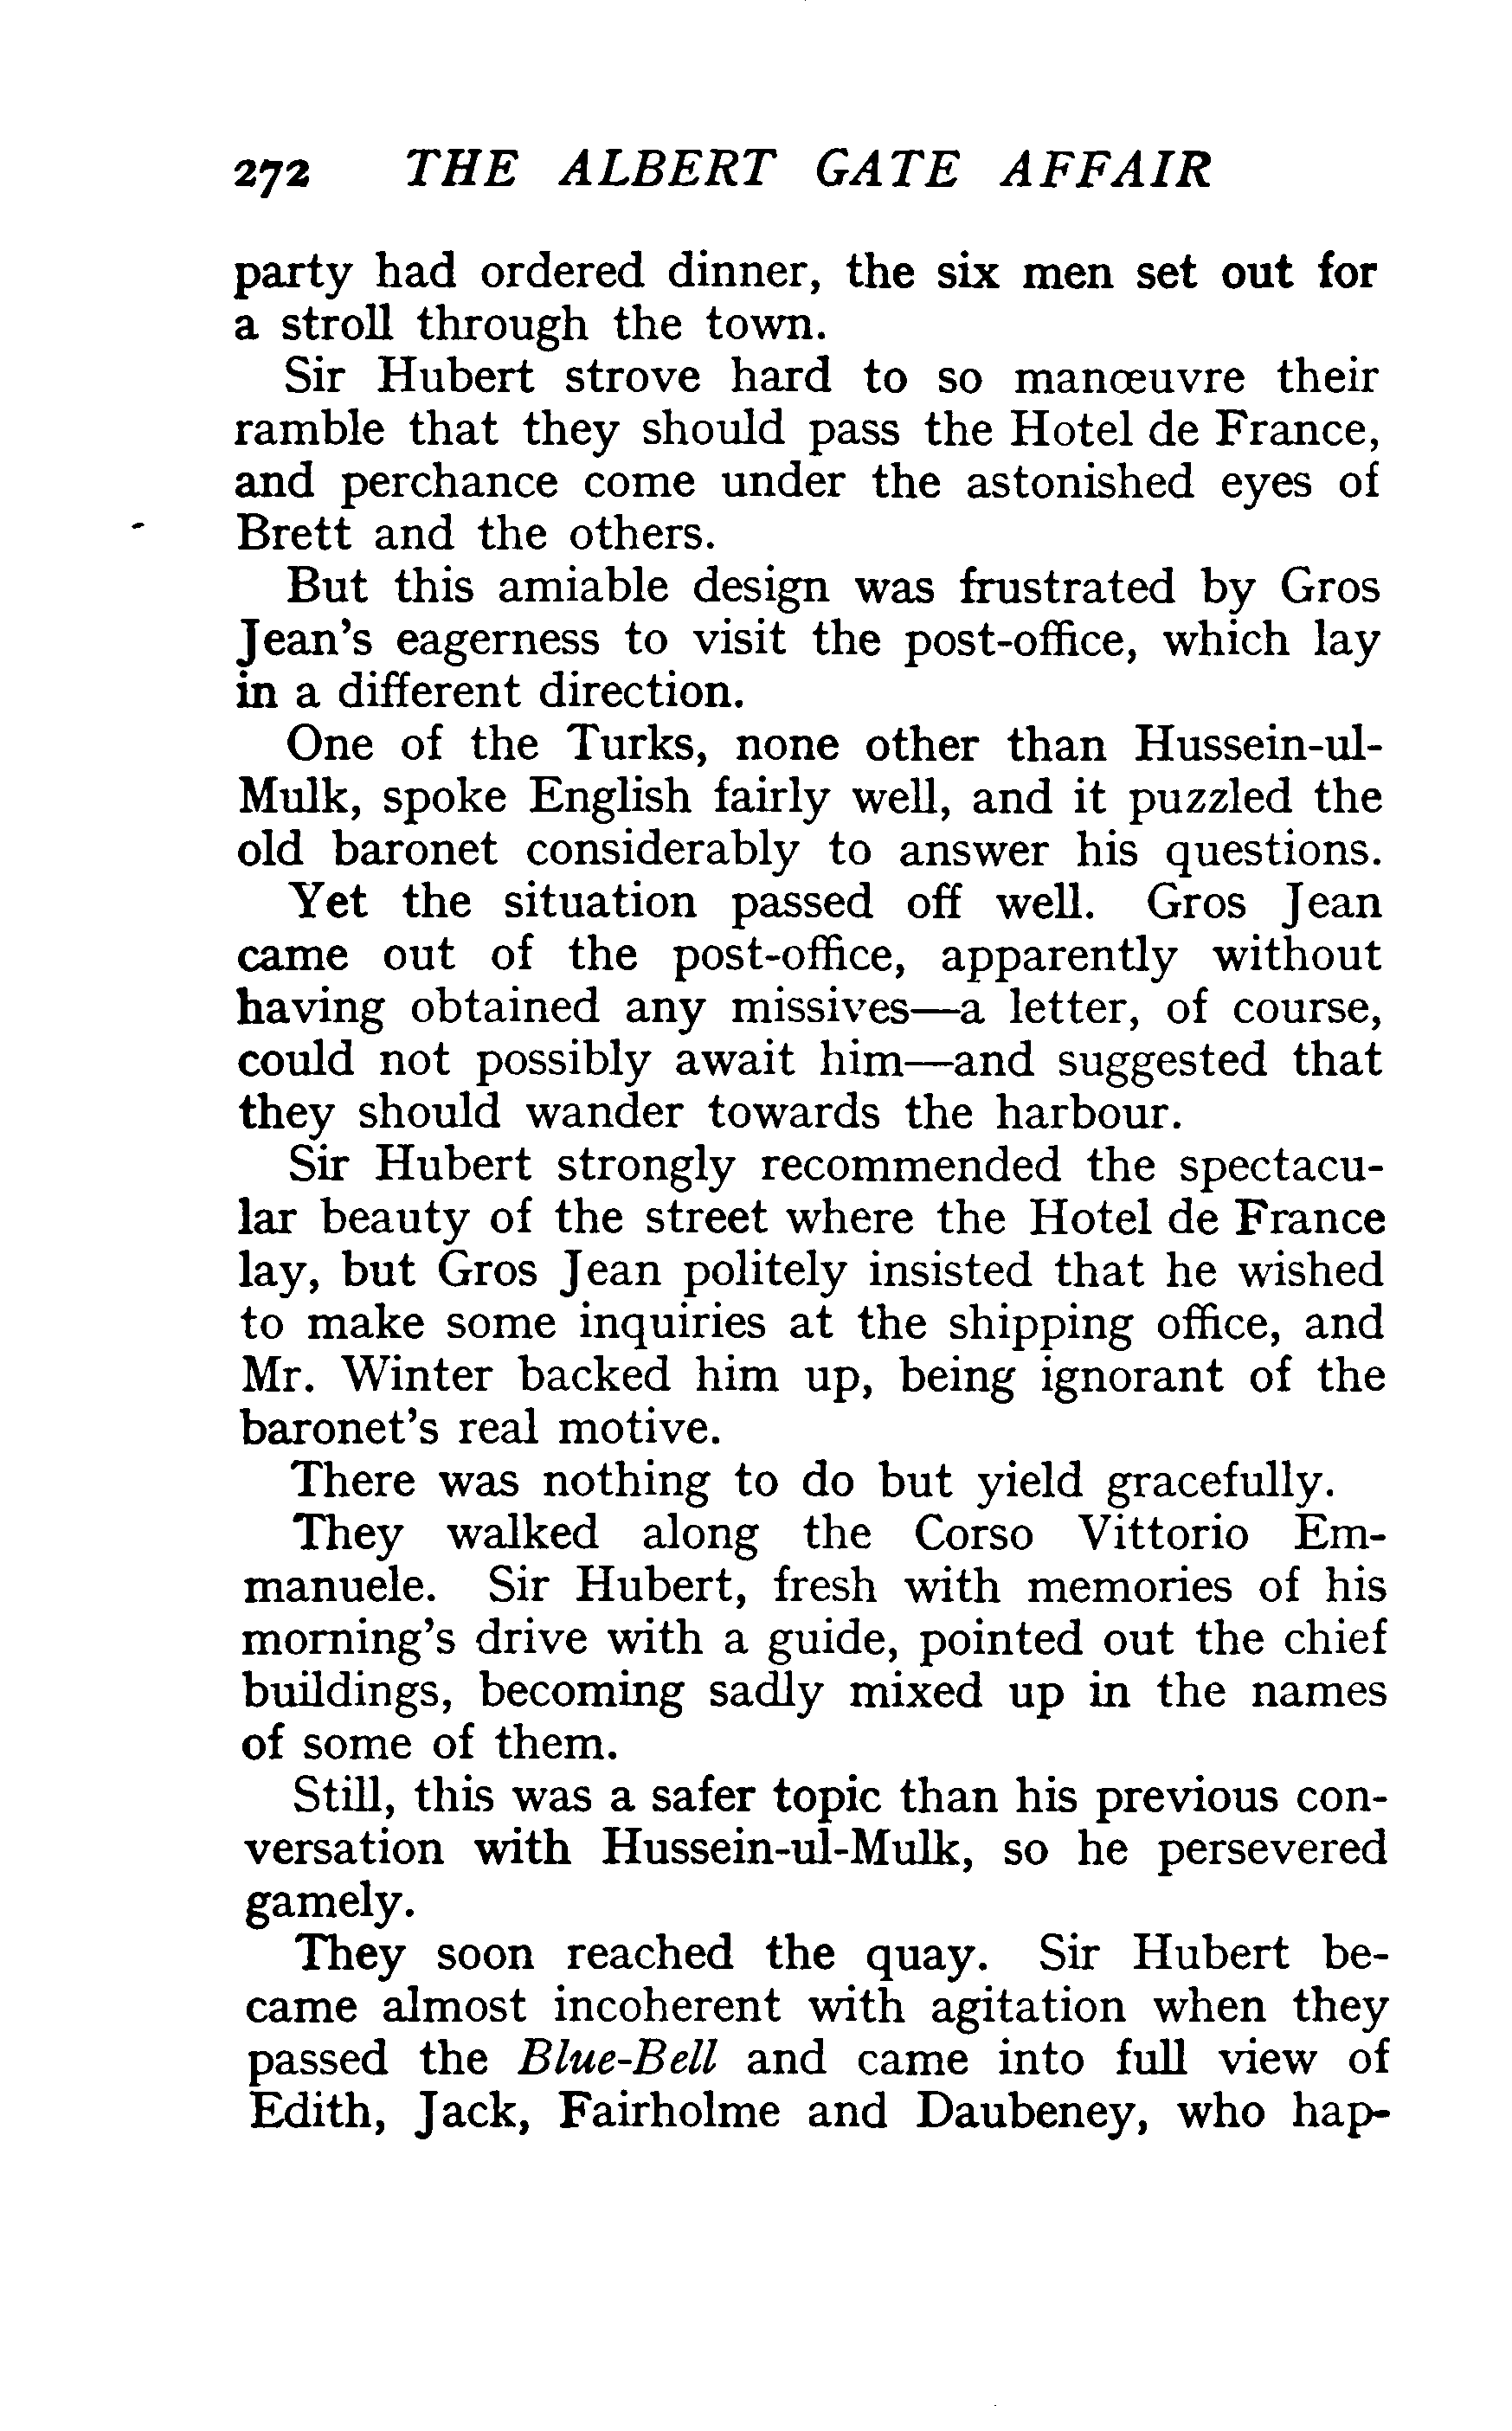 272 THE ALBERT GATE AFFAIR
party had ordered dinner, the six men set out for
a stroll through the town.
Sir Hubert strove hard to so manœuvre their
ramble that they should pass the Hotel de France,
and perchance come under the astonished eyes of
Brett and the others.
But this amiable design was frustrated by Gros
Jean's eagerness to visit the post-office, which lay
in a different direction.
One of the Turks, none other than Hussein-ul-
Mulk, spoke English fairly well, and it puzzled the
old baronet considerably to answer his questions.
Yet the situation passed off well. Gros Jean
came out of the post-office, apparently without
having obtained any missives—a letter, of course,
could not possibly await him—and suggested that
they should wander towards the harbour.
Sir Hubert strongly recommended the spectacu-
lar beauty of the street where the Hotel de France
lay, but Gros Jean politely insisted that he wished
to make some inquiries at the shipping office, and
Mr. Winter backed him up, being ignorant of the
baronet's real motive.
There was nothing to do but yield gracefully.
They walked along the Corso Vittorio Em-
manuele. Sir Hubert, fresh with memories of his
morning's drive with a guide, pointed out the chief
buildings, becoming sadly mixed up in the names
of some of them.
Still, this was a safer topic than his previous con-
versation with Hussein-ul-Mulk, so he persevered
gamely.
They soon reached the quay. Sir Hubert be-
came almost incoherent with agitation when they
passed the Blue-Bell and came into full view of
Edith, Jack, Fairholme and Daubeney, who hap-